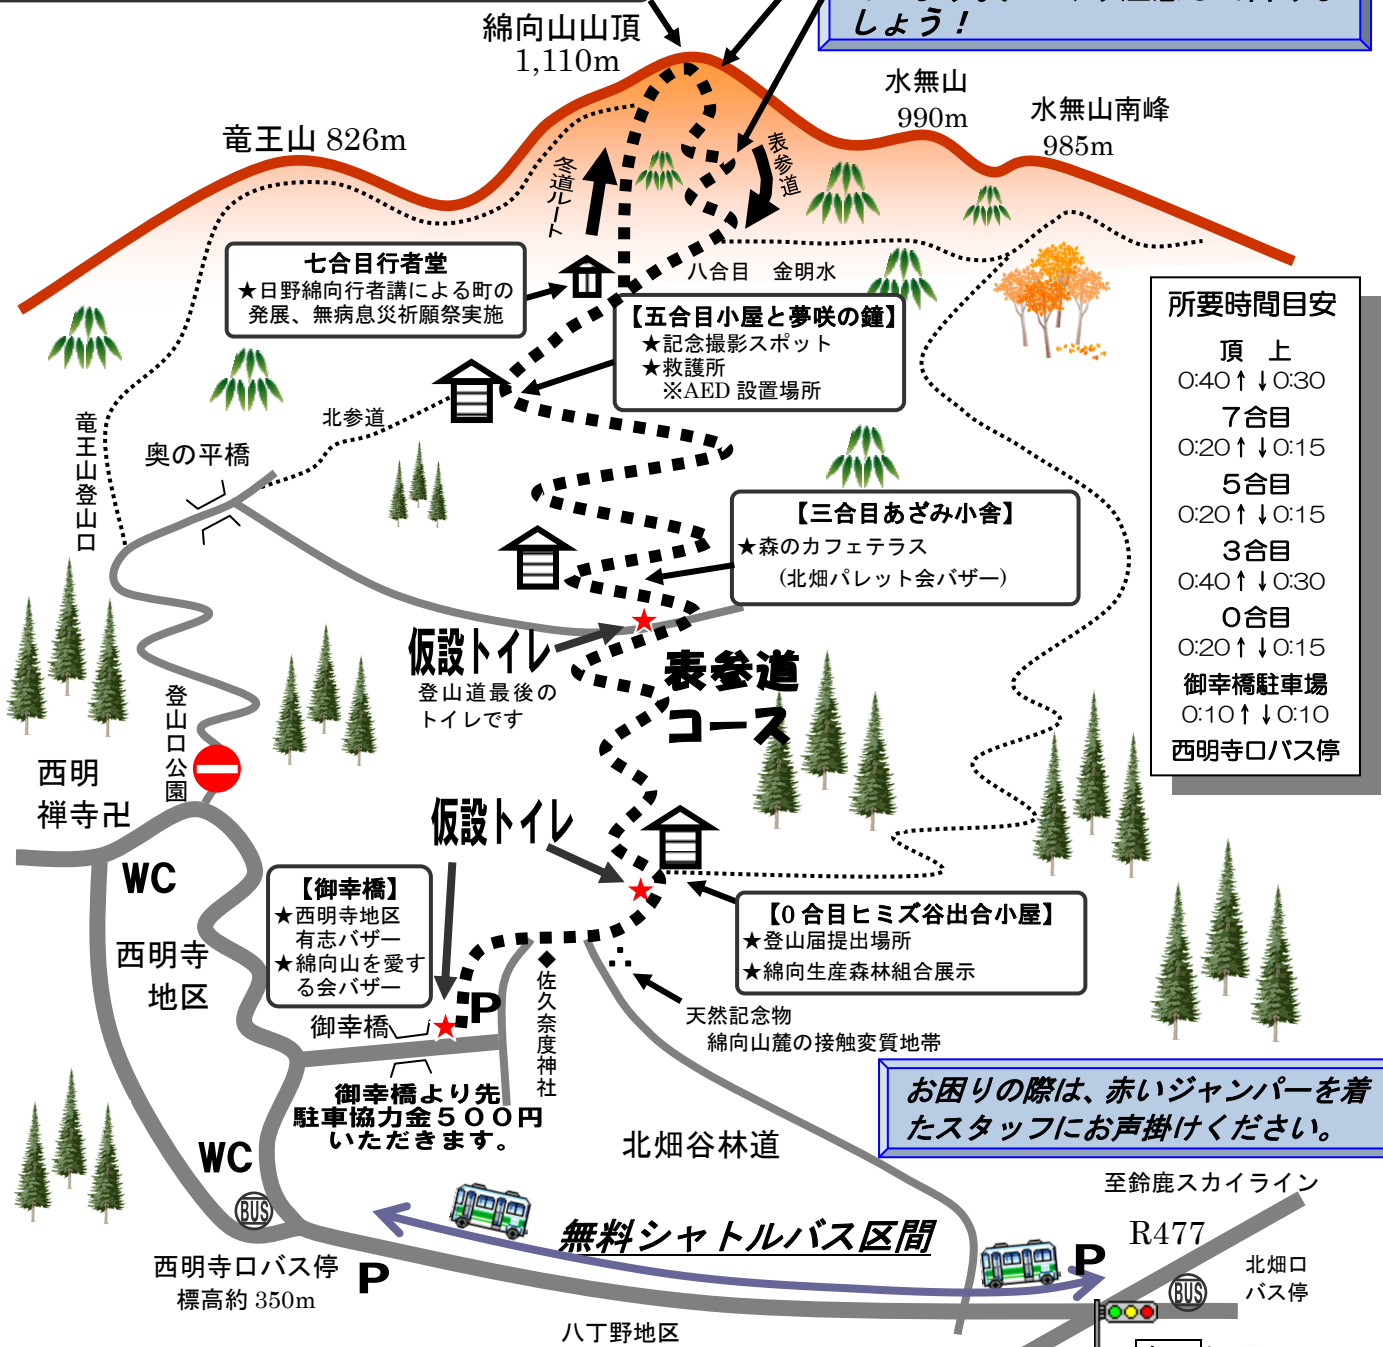 しょう！
綿向山山頂
1,110m
水無山
990m
水無山南峰
985m
竜王山 826m
表参道
冬道ルート
七合目行者堂
★日野綿向行者講による町の
発展、無病息災祈願祭実施
八合目　金明水
【五合目小屋と夢咲の鐘】
★記念撮影スポット
★救護所
※AED 設置場所
所要時間目安
頂　上
0:40↑↓0:30
7合目
0:20↑↓0:15
5合目
0:20↑↓0:15
3合目
0:40↑↓0:30
0合目
0:20↑↓0:15
御幸橋駐車場
0:10↑↓0:10
西明寺口バス停
北参道
竜王山登山口
奥の平橋
【三合目あざみ小舎】
★森のカフェテラス
(北畑パレット会バザー)
仮設トイレ
登山道最後の
トイレです
表参道
コース
登山口公園
西明
禅寺卍
仮設トイレ
WC
【御幸橋】
★西明寺地区
有志バザー
★綿向山を愛す
る会バザー
【0 合目ヒミズ谷出合小屋】
★登山届提出場所
★綿向生産森林組合展示
西明寺
地区
P
御幸橋
佐久奈度神社
天然記念物
綿向山麓の接触変質地帯
御幸橋より先
駐車協力金５００円
いただきます。
お困りの際は、赤いジャンパーを着
たスタッフにお声掛けください。
北畑谷林道
WC
BUS
至鈴鹿スカイライン
R477
無料シャトルバス区間
西明寺口バス停
標高約 350m
P
P
北畑口
バス停
BUS
八丁野地区